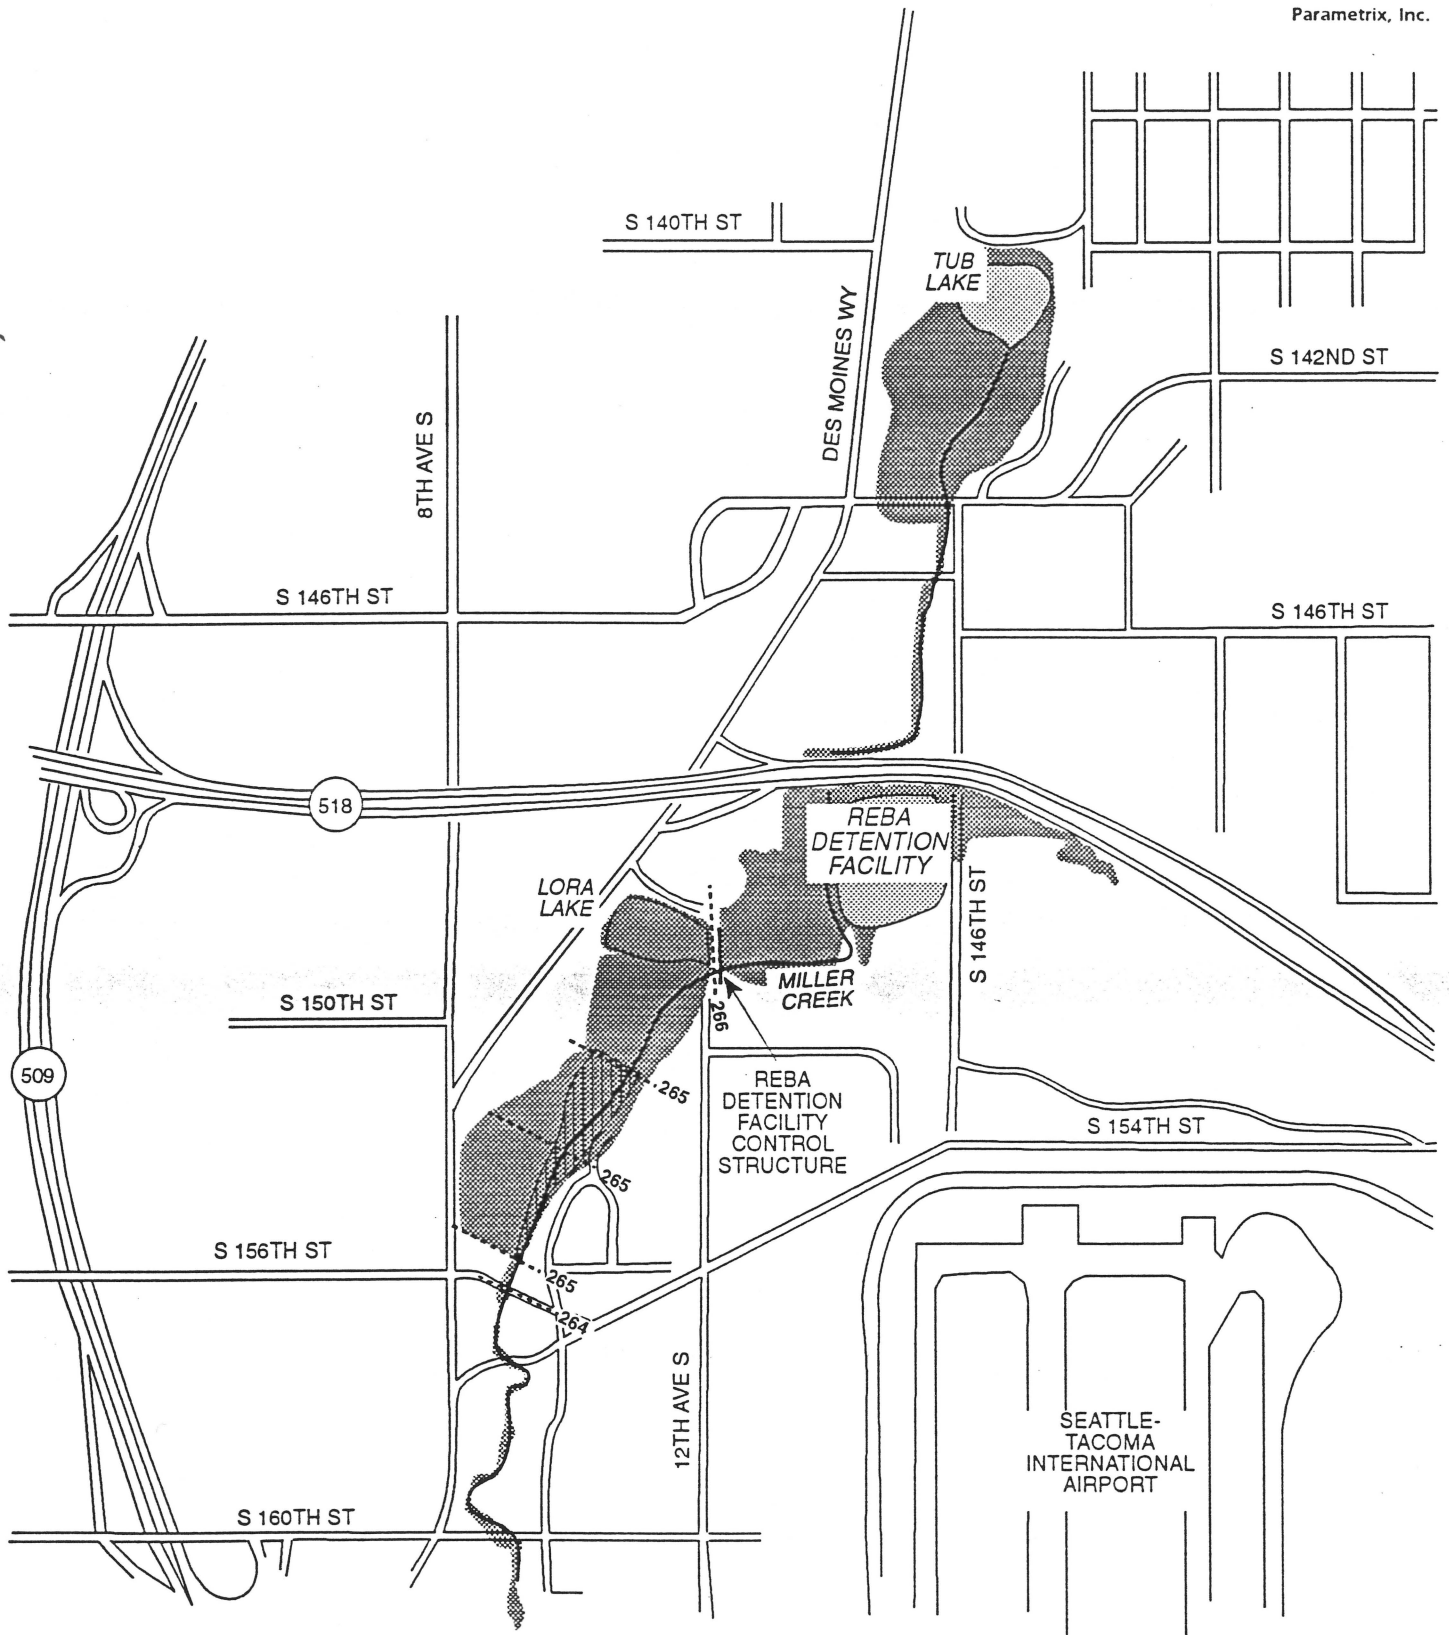 Parametrix, Inc.
S 140TH ST
TUB
LAKE
DES MOINES WY
S 142ND ST
8TH AVE S
S 146TH ST
S 146TH ST
518
REBA
DETENTION
FACILITY
LORA
LAKE
S 146TH ST
MILLER
CREEK
S 150TH ST
266
509
265
REBA
DETENTION
FACILITY
CONTROL
STRUCTURE
S 154TH ST
265
S 156TH ST
265
264
12TH AVE S
SEATTLE-
TACOMA
INTERNATIONAL
AIRPORT
S 160TH ST